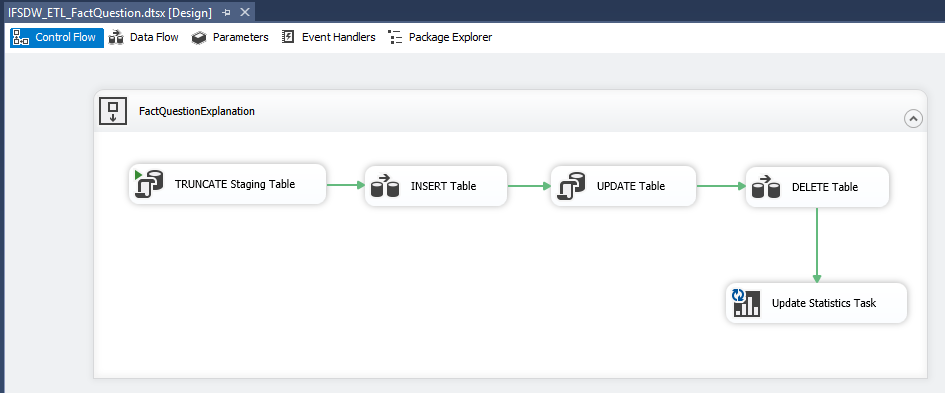 IFSDW_ETL_FactQuestion.dtsx [Design]
Control Flow
Data Flow
Parameters
Event Handlers
Package Explorer
FactQuestionExplanation
TRUNCATE Staging Table
INSERT Table
UPDATE Table
DELETE Table
Update Statistics Task